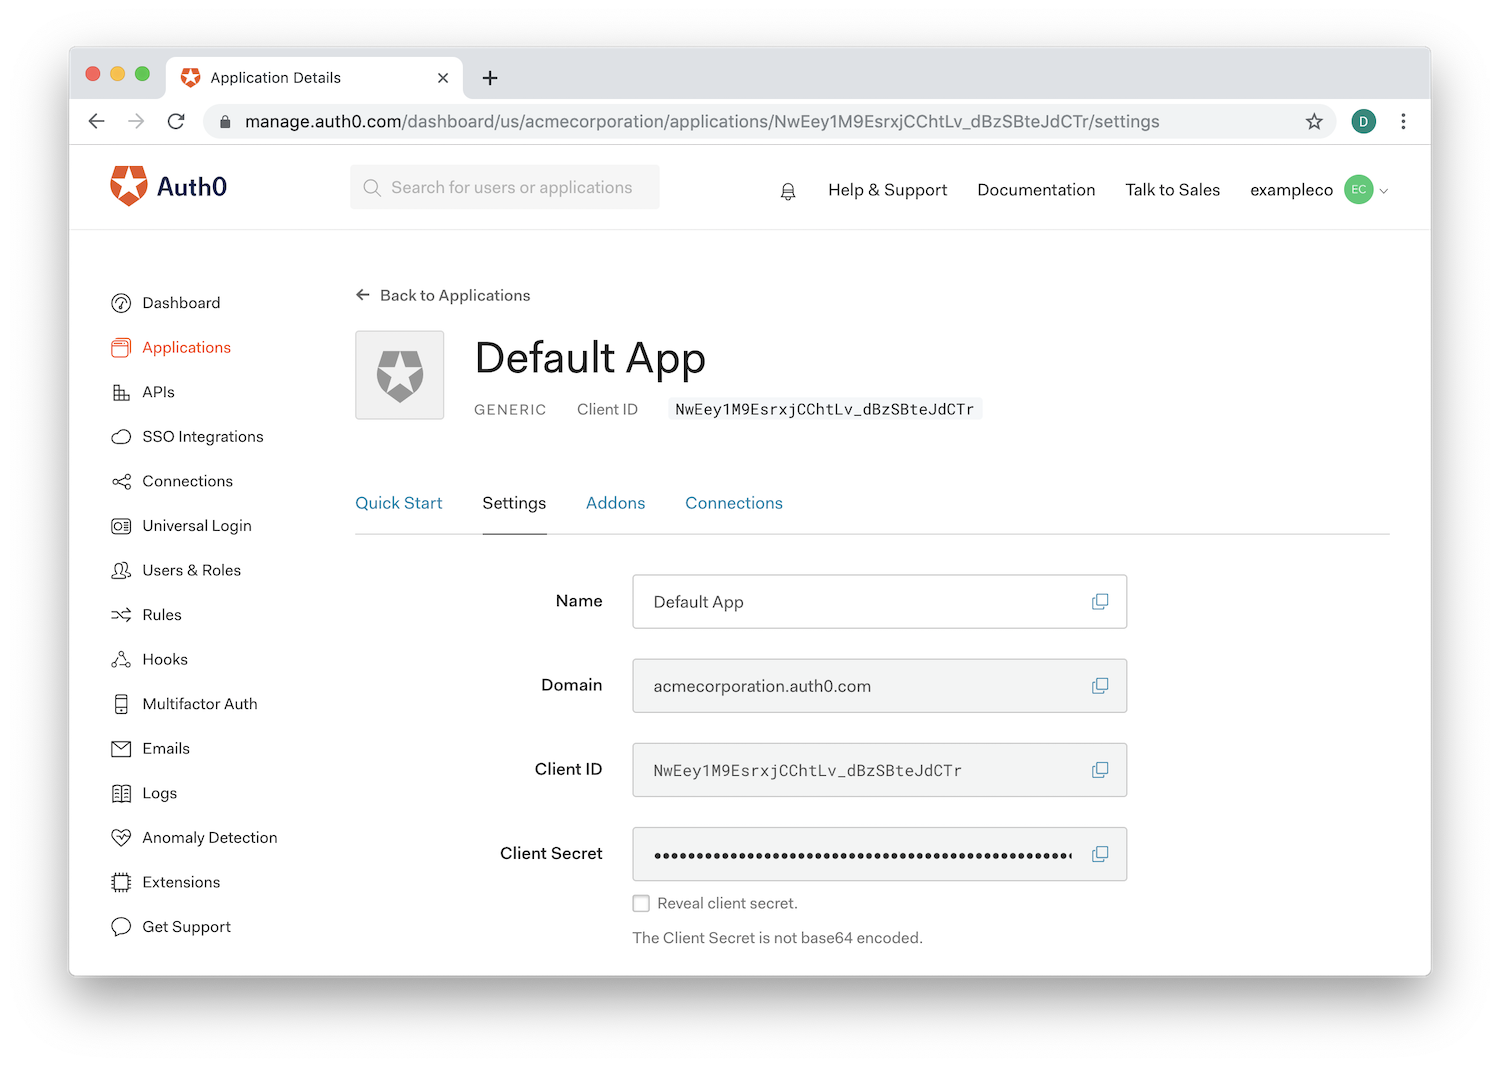 Application Details
manage.auth0.com/dashboard/us/acmecorporation/applications/NwEey1M9EsrxjCChtLv_dBzSBteJdCTr/settings
D
Auth0
Search for users or applications
Help & Support
Documentation
Talk to Sales
exampleco
EC
Dashboard
Applications
APIs
SSO Integrations
Connections
Universal Login
Users & Roles
Rules
Hooks
Multifactor Auth
Emails
Logs
Anomaly Detection
Extensions
Get Support
Back to Applications
Default App
GENERIC
Client ID
NwEey1M9EsrxjCChtLv_dBzSBteJdCTr
Quick Start
Settings
Addons
Connections
Name
Default App
Domain
acmecorporation.auth0.com
Client ID
NwEey1M9EsrxjCChtLv_dBzSBteJdCTr
Client Secret
Reveal client secret.
The Client Secret is not base64 encoded.